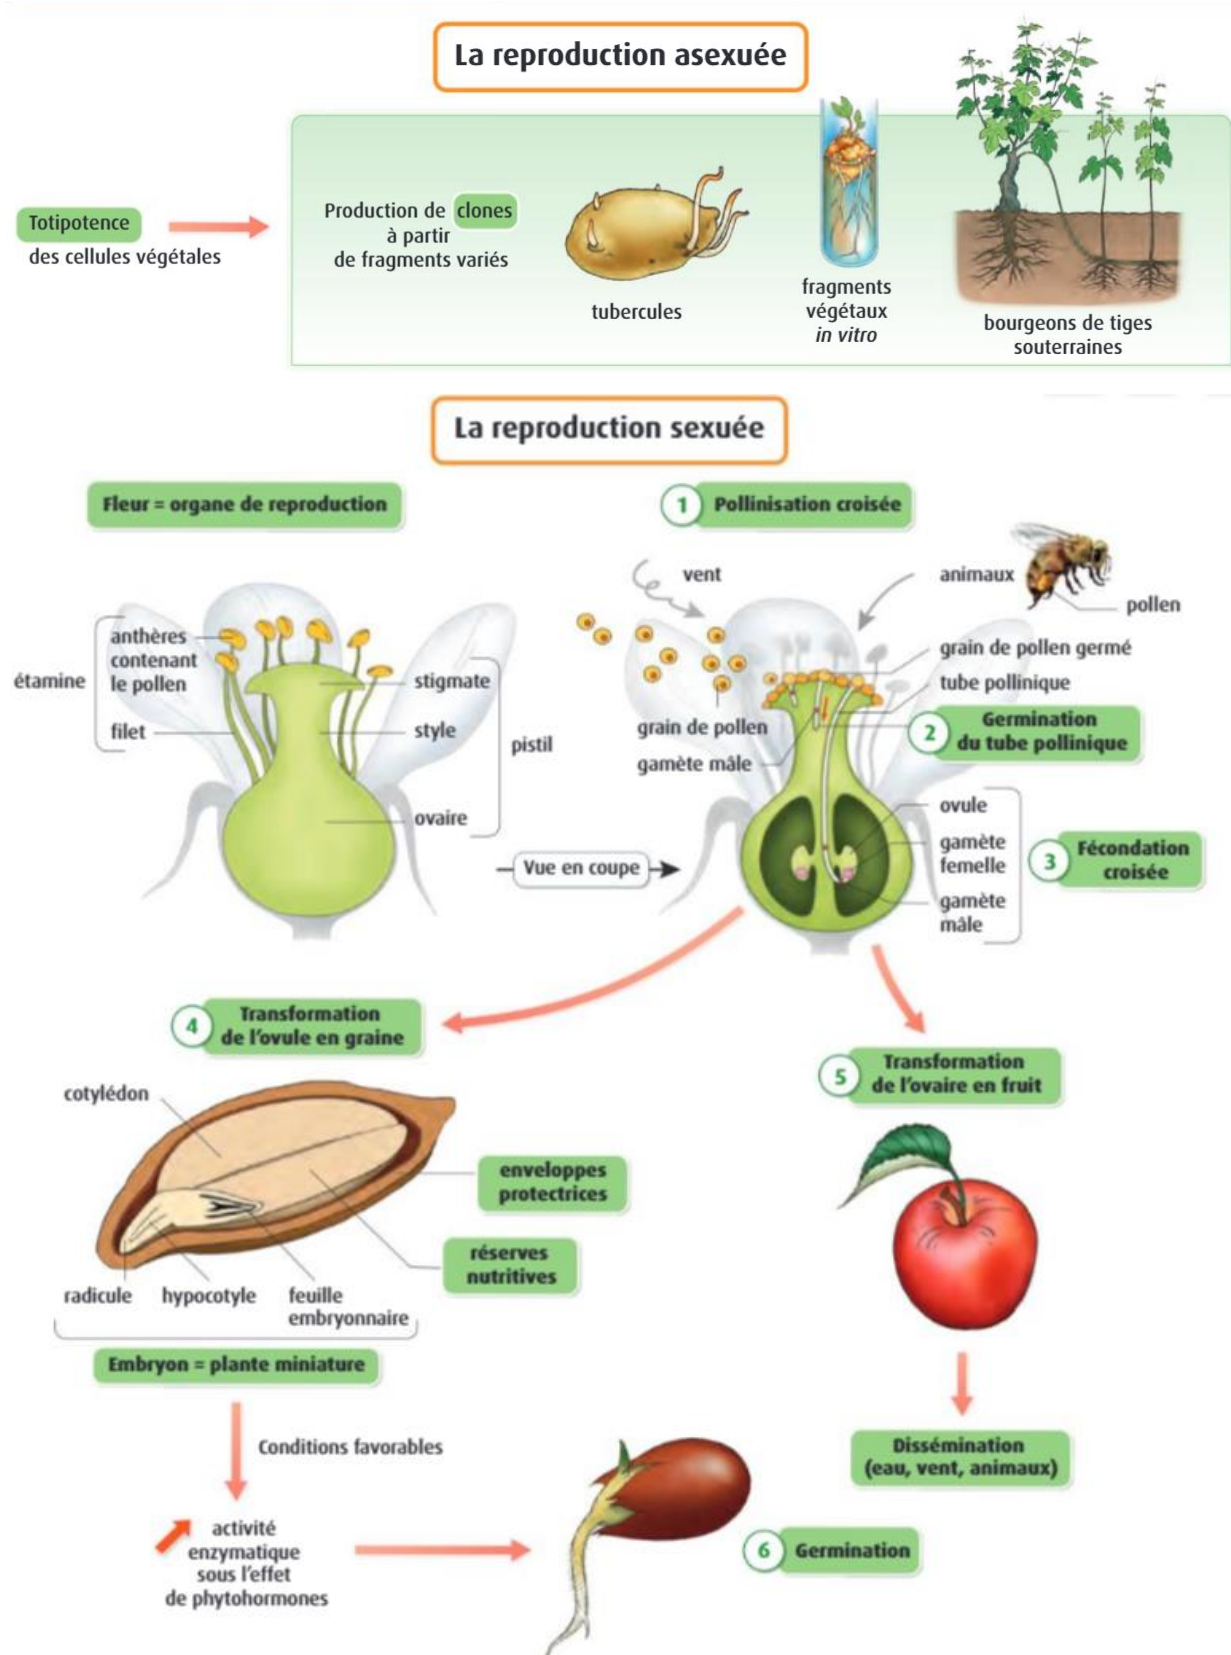 La reproduction asexuée
Totipotence
des cellules végétales
Production de clones
à partir
de fragments variés
tubercules
fragments
végétaux
in vitro
bourgeons de tiges
souterraines
La reproduction sexuée
Fleur = organe de reproduction
étamine
anthères
contenant
le pollen
filet
stigmate
style
ovaire
pistil
1 Pollinisation croisée
vent
animaux
pollen
grain de pollen germé
tube pollinique
grain de pollen
gamète mâle
2 Germination
du tube pollinique
ovule
gamète
femelle
gamète
mâle
3 Fécondation
croisée
Vue en coupe
4 Transformation
de l'ovule en graine
cotylédon
enveloppes
protectrices
réserves
nutritives
radicule
hypocotyle
feuille
embryonnaire
Embryon = plante miniature
Conditions favorables
activité
enzymatique
sous l'effet
de phytohormones
5 Transformation
de l'ovaire en fruit
Dissémination
(eau, vent, animaux)
6 Germination